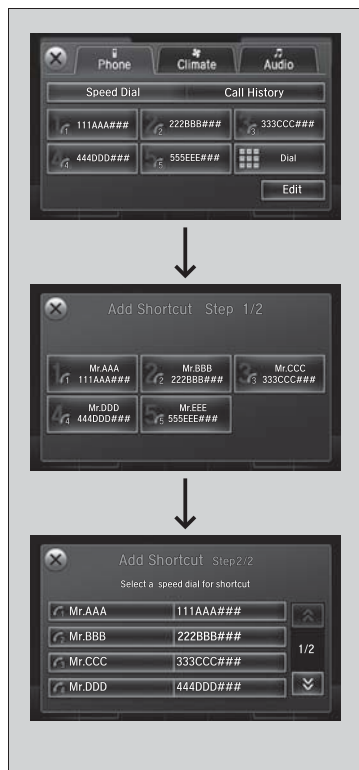 Phone Climate Audio
Speed Dial Call History
1 111AAA### 2 222BBB### 3 333CCC###
4 444DDD### 5 555EEE### Dial
Edit
Add Shortcut Step 1/2
Mr.AAA Mr.BBB Mr.CCC
1 111AAA### 2 222BBB### 3 333CCC###
Mr.DDD Mr.EEE
4 444DDD### 5 555EEE###
Add Shortcut Step2/2
Select a speed dial for shortcut
Mr.AAA 111AAA###
Mr.BBB 222BBB###
1/2
Mr.CCC 333CCC###
Mr.DDD 444DDD###